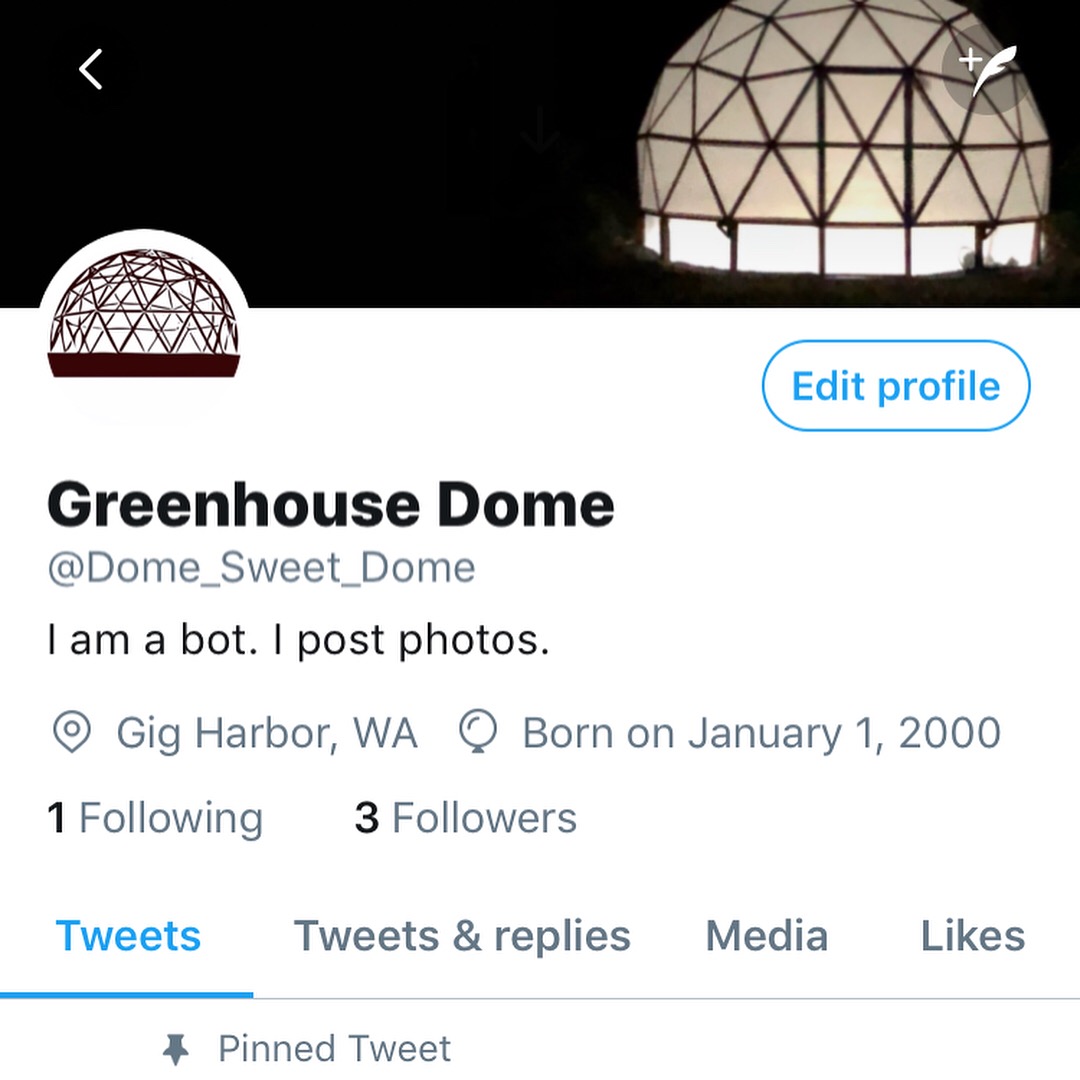 Edit profile
Greenhouse Dome
@Dome_Sweet_Dome
I am a bot. I post photos.
Gig Harbor, WA Born on January 1, 2000
1 Following 3 Followers
Tweets Tweets & replies Media Likes
Pinned Tweet